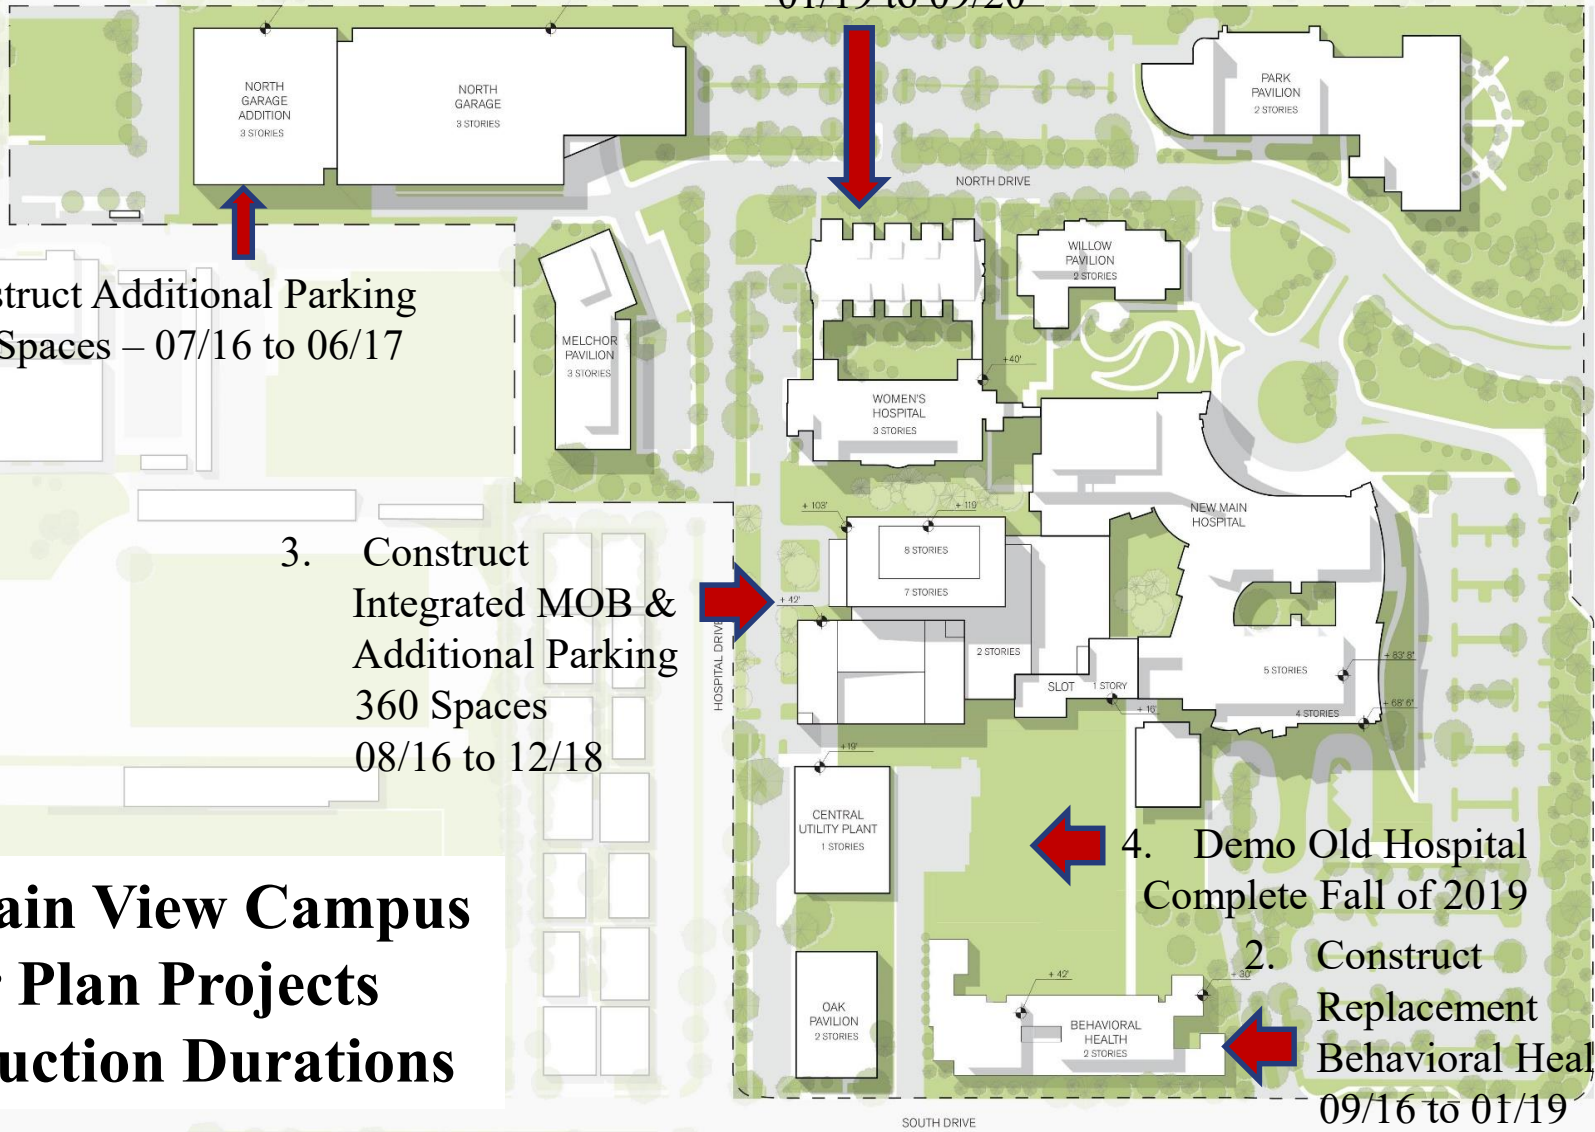 01/19 to 09/20
NORTH
GARAGE
ADDITION
3 STORIES
NORTH
GARAGE
3 STORIES
PARK
PAVILION
2 STORIES
NORTH DRIVE
WILLOW
PAVILION
2 STORIES
struct Additional Parking
Spaces – 07/16 to 06/17
MELCHOR
PAVILION
3 STORIES
+40'
WOMEN'S
HOSPITAL
3 STORIES
NEW MAIN
HOSPITAL
+ 103'
+ 119'
8 STORIES
7 STORIES
3. Construct
Integrated MOB &
Additional Parking
360 Spaces
08/16 to 12/18
HOSPITAL DRIVE
+ 42'
2 STORIES
SLOT
1 STORY
+ 16'
5 STORIES
+ 83' 8"
4 STORIES
+ 68' 6"
+19'
CENTRAL
UTILITY PLANT
1 STORIES
4. Demo Old Hospital
Complete Fall of 2019
ain View Campus
Plan Projects
uction Durations
OAK
PAVILION
2 STORIES
+ 42'
+ 30'
BEHAVIORAL
HEALTH
2 STORIES
2. Construct
Replacement
Behavioral Heal
09/16 to 01/19
SOUTH DRIVE